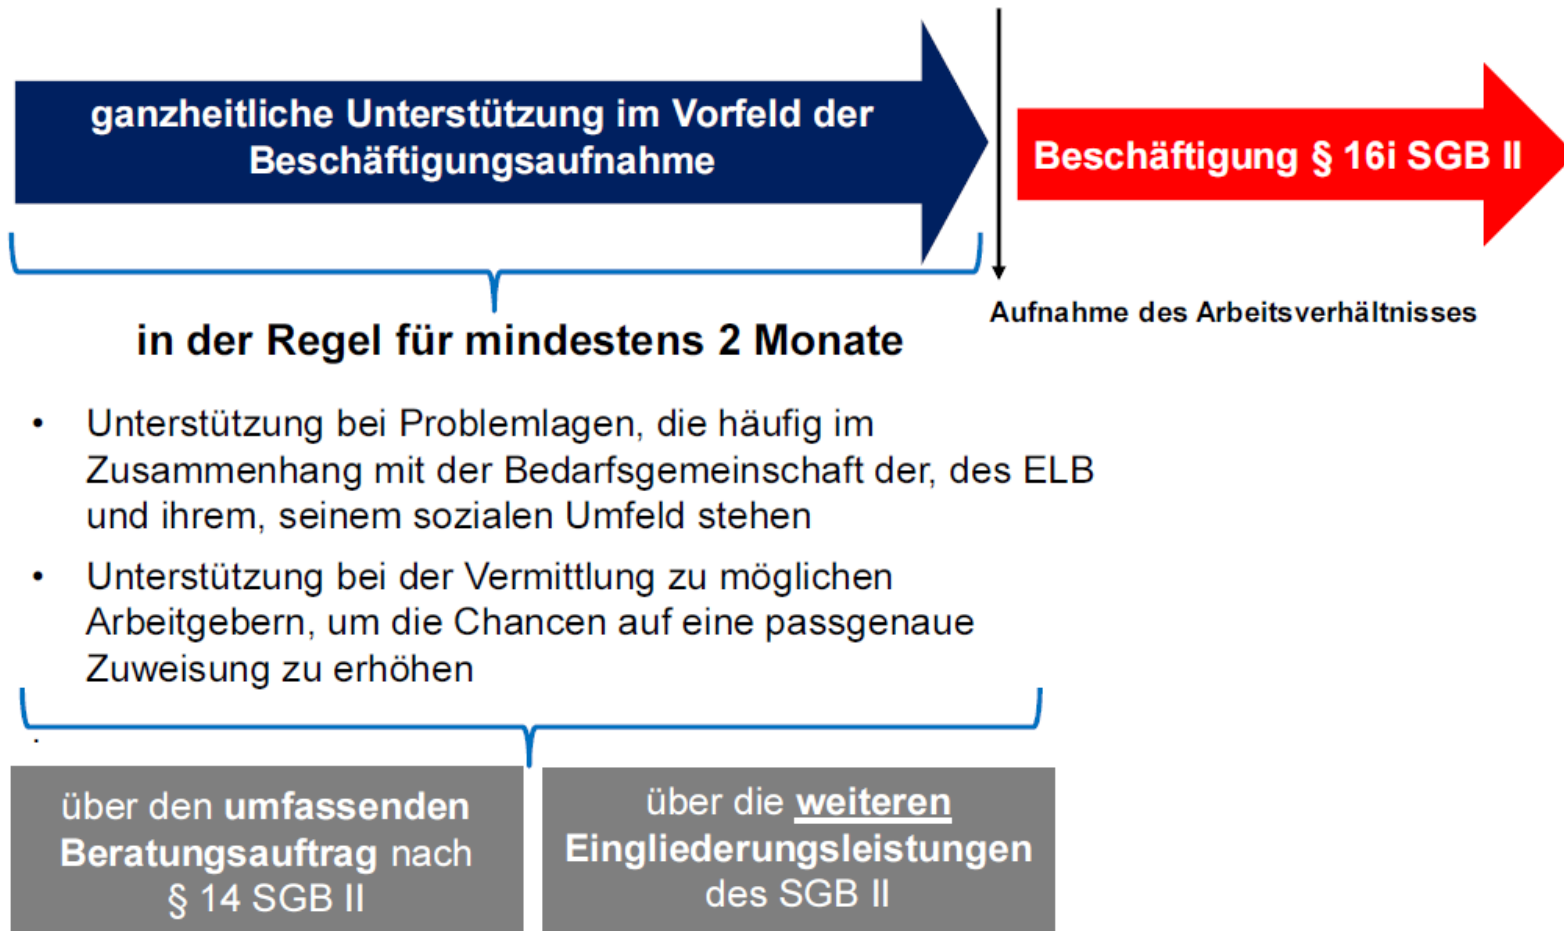 ganzheitliche Unterstützung im Vorfeld der
Beschäftigungsaufnahme
Beschäftigung § 16i SGB II
Aufnahme des Arbeitsverhältnisses
in der Regel für mindestens 2 Monate
• Unterstützung bei Problemlagen, die häufig im
Zusammenhang mit der Bedarfsgemeinschaft der, des ELB
und ihrem, seinem sozialen Umfeld stehen
• Unterstützung bei der Vermittlung zu möglichen
Arbeitgebern, um die Chancen auf eine passgenaue
Zuweisung zu erhöhen
.
über den umfassenden
Beratungsauftrag nach
§ 14 SGB II
über die weiteren
Eingliederungsleistungen
des SGB II